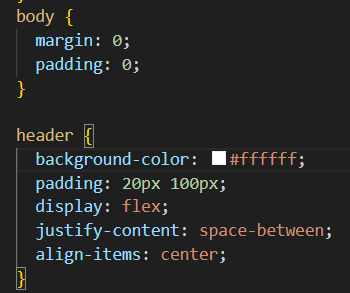 }
body {
  margin: 0;
  padding: 0;
}

header {
  background-color: #ffffff;
  padding: 20px 100px;
  display: flex;
  justify-content: space-between;
  align-items: center;
}